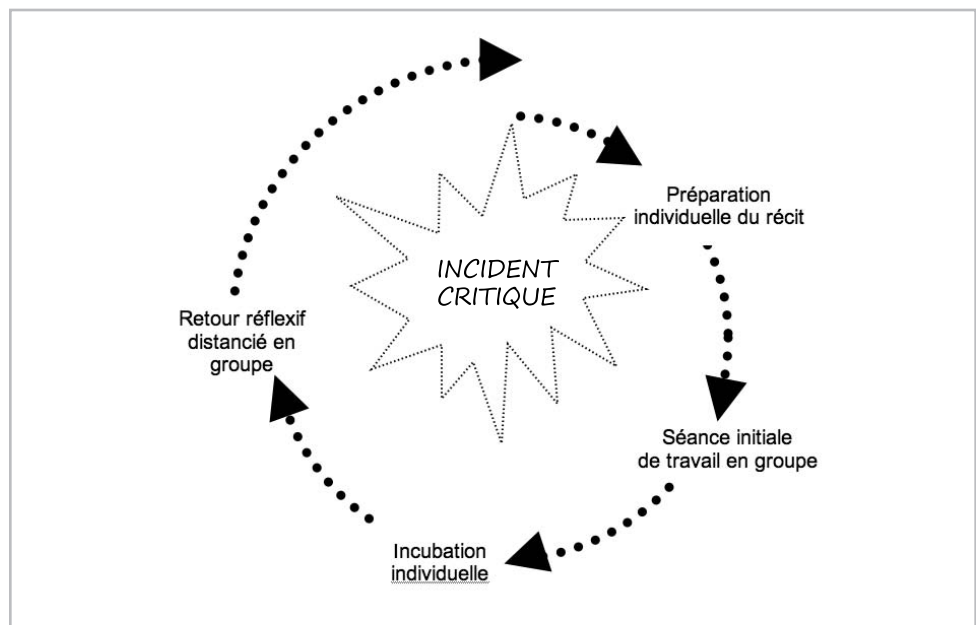 INCIDENT
CRITIQUE
Préparation
individuelle du récit
Séance initiale
de travail en groupe
Incubation
individuelle
Retour réflexif
distancié en
groupe